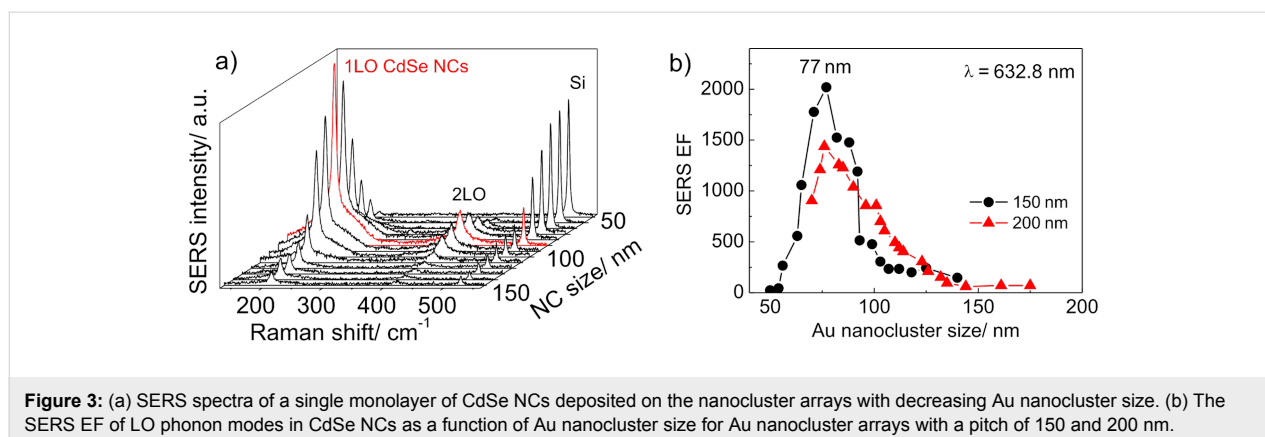 a)
1LO CdSe NCs
Si
2LO
SERS intensity/ a.u.
200
300
400
500
Raman shift/ cm-1
50
100
150
NC size/ nm
b)
77 nm
λ = 632.8 nm
2000
1500
1000
500
0
SERS EF
150 nm
200 nm
50
100
150
200
Au nanocluster size/ nm
Figure 3: (a) SERS spectra of a single monolayer of CdSe NCs deposited on the nanocluster arrays with decreasing Au nanocluster size. (b) The
SERS EF of LO phonon modes in CdSe NCs as a function of Au nanocluster size for Au nanocluster arrays with a pitch of 150 and 200 nm.